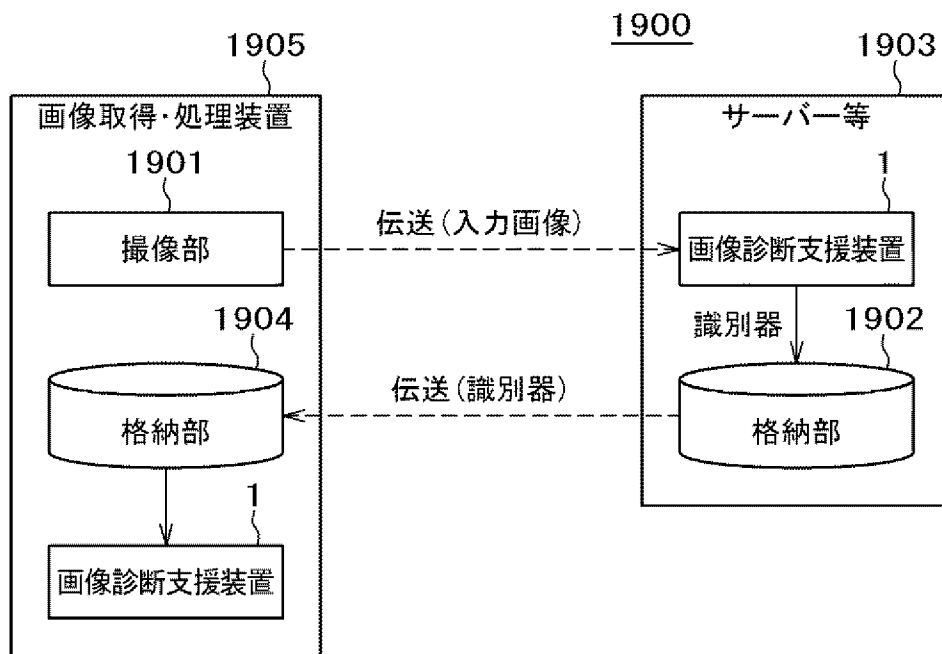 1900
1905
画像取得・処理装置
1901
撮像部
伝送(入力画像)
1903
サーバー等
1
画像診断支援装置
識別器
1902
格納部
伝送(識別器)
1904
格納部
1
画像診断支援装置